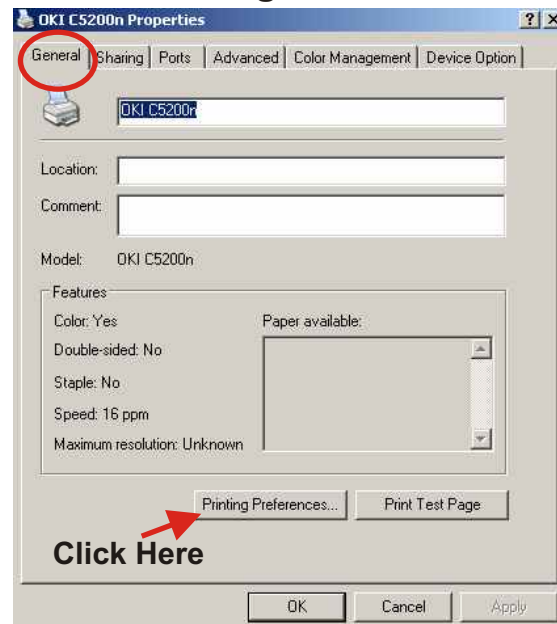 OKI C5200n Properties
General Sharing Ports Advanced Color Management Device Option
OKI C5200n
Location:
Comment:
Model: OKI C5200n
Features
Color: Yes Paper available:
Double-sided: No
Staple: No
Speed: 16 ppm
Maximum resolution: Unknown
Printing Preferences... Print Test Page
Click Here
OK Cancel Apply